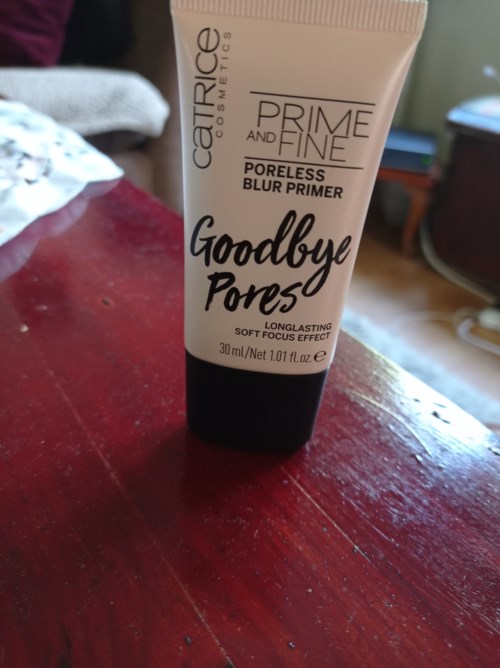 CATRICE
COSMETICS
PRIME
AND FINE
PORELESS
BLUR PRIMER
Goodbye
Pores
LONGLASTING
SOFT FOCUS EFFECT
30 ml/Net 1.01 fl.oz. ℮